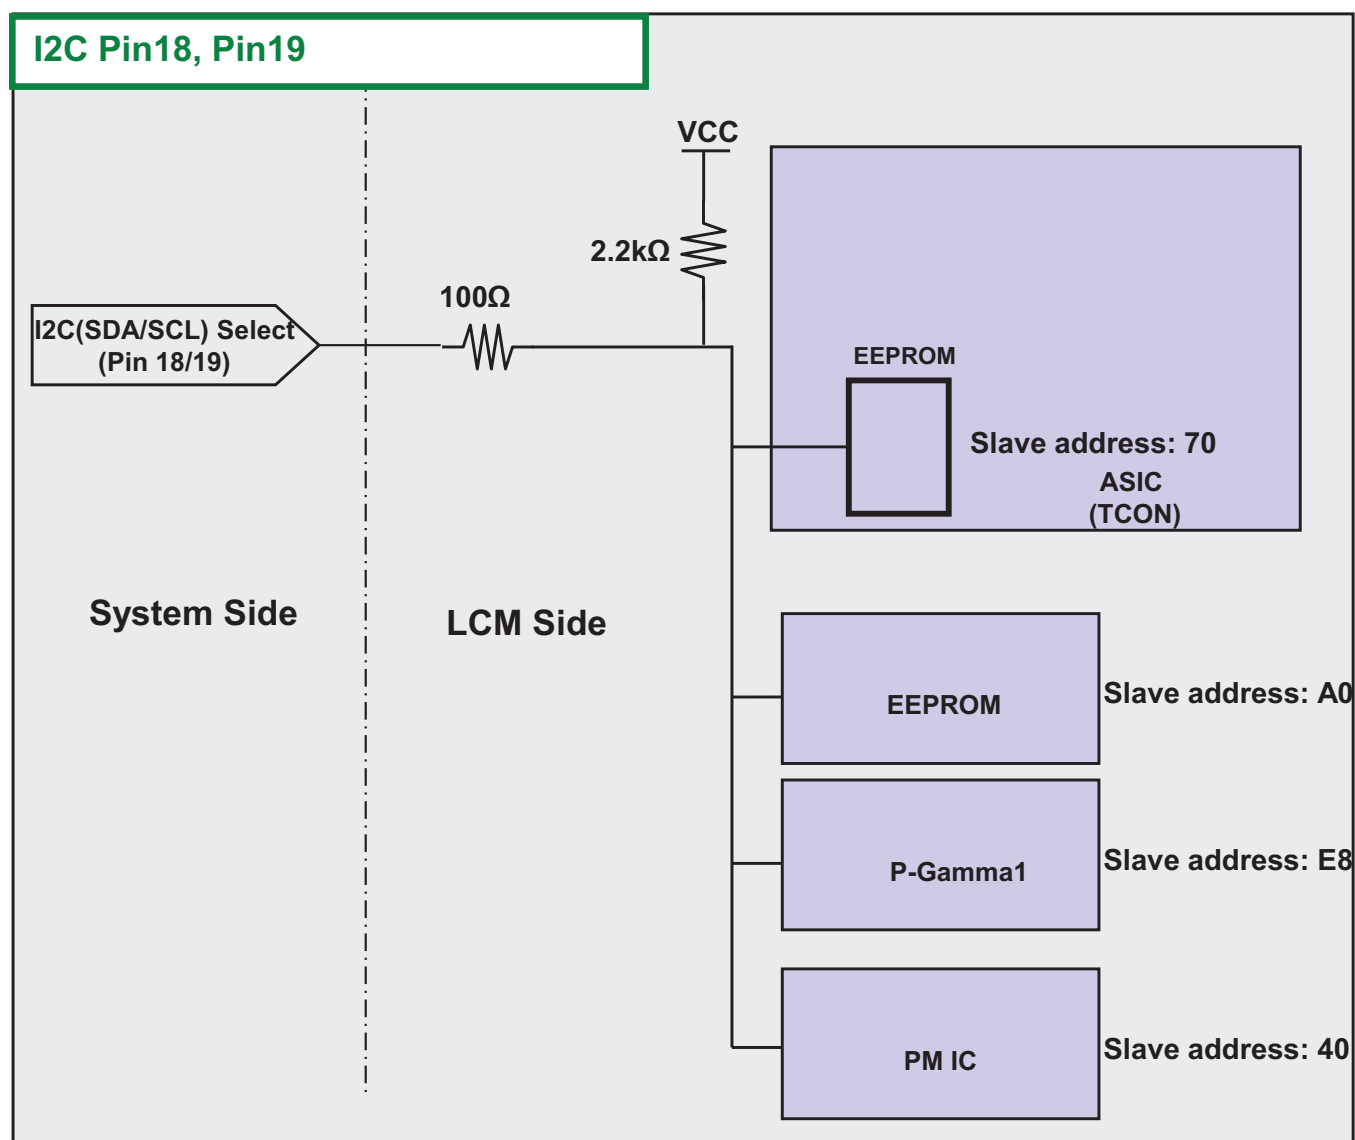 I2C Pin18, Pin19
VCC
2.2kΩ
100Ω
I2C(SDA/SCL) Select
(Pin 18/19)
EEPROM
Slave address: 70
ASIC
(TCON)
System Side
LCM Side
EEPROM
Slave address: A0
P-Gamma1
Slave address: E8
PM IC
Slave address: 40